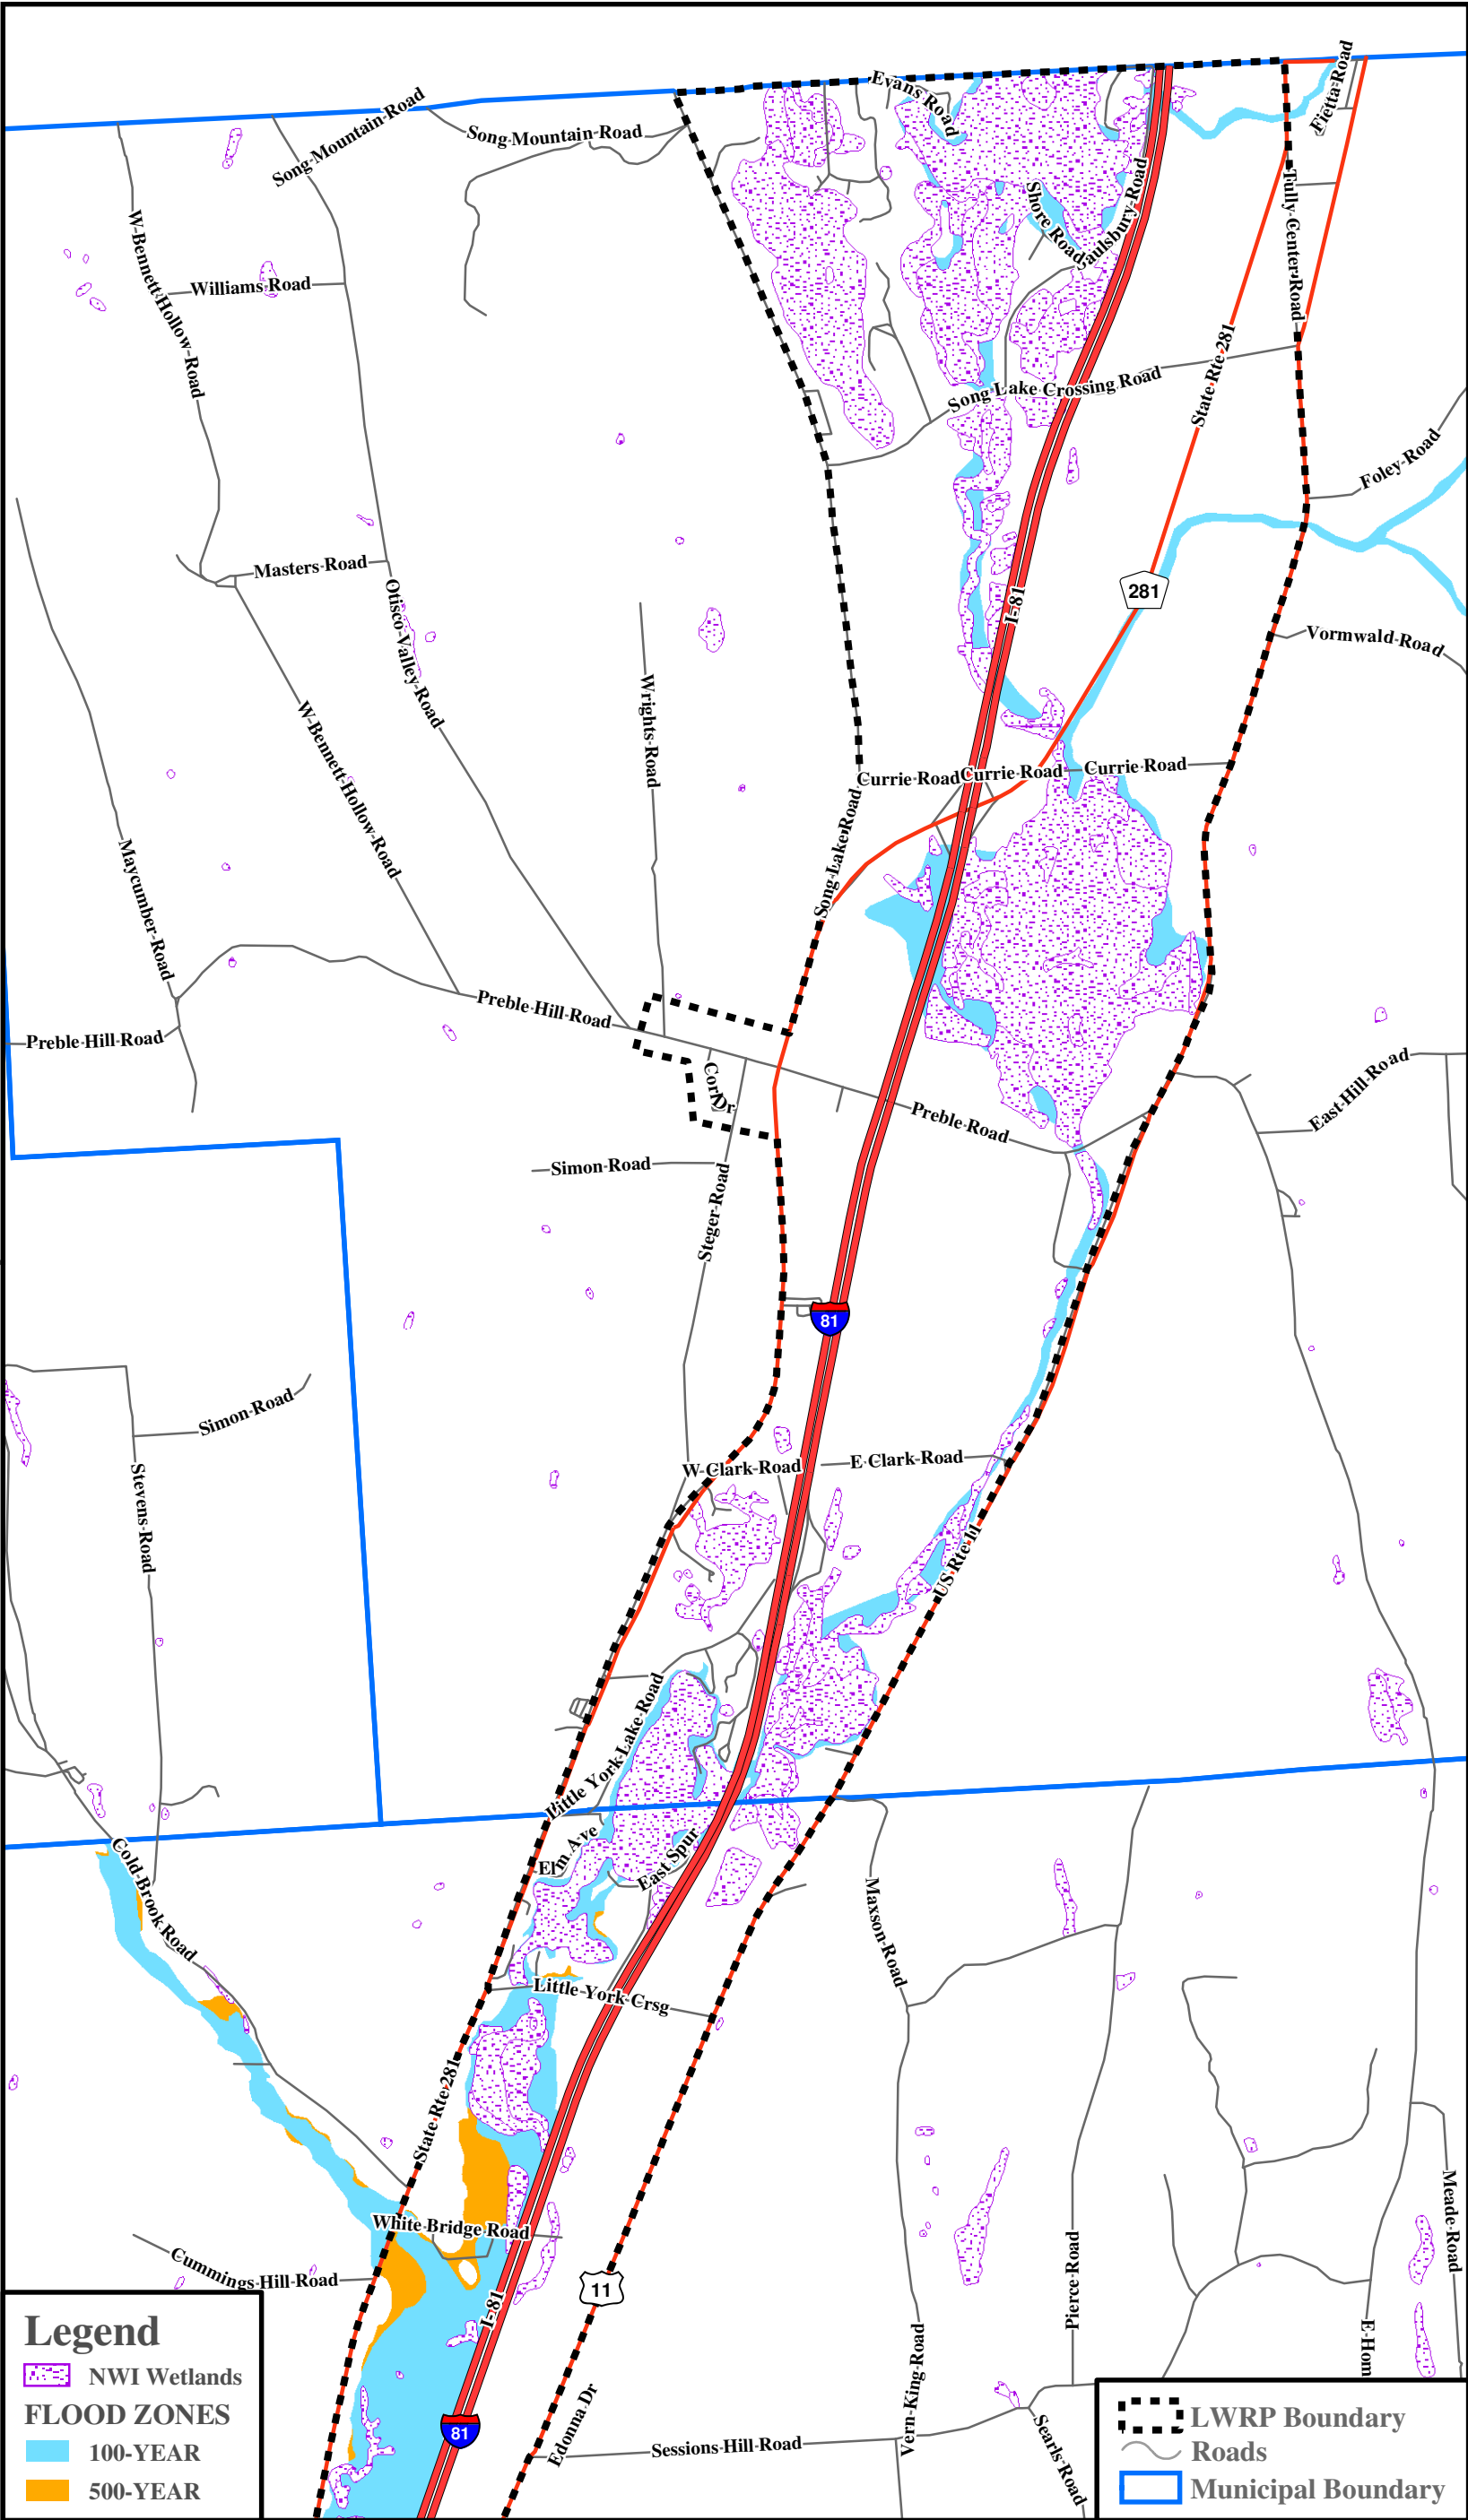 Fietta Road
Evans Road
Song Mountain Road
Song Mountain Road
Saulsbury Road
Shore Road
Tully Center Road
W Bennett Hollow Road
Williams Road
State Rte 281
Song Lake Crossing Road
Foley Road
Masters Road
Otisco Valley Road
281
I-81
Vormwald Road
Wrights Road
W Bennett Hollow Road
Currie Road
Currie Road
Currie Road
Song Lake Road
Maycumber Road
Preble Hill Road
Preble Hill Road
Cory Dr
Preble Road
East Hill Road
Simon Road
Steger Road
81
Simon Road
W Clark Road
E Clark Road
Stevens Road
US Rte 11
Little York Lake Road
Elm Ave
East Spur
Cold Brook Road
Maxson Road
Little York Crsg
State Rte 281
White Bridge Road
Cummings Hill Road
11
I-81
Meade Road
Pierce Road
E Hom
Vern King Road
81
Edonna Dr
Sessions Hill Road
Searls Road
Legend
NWI Wetlands
FLOOD ZONES
100-YEAR
500-YEAR
LWRP Boundary
Roads
Municipal Boundary